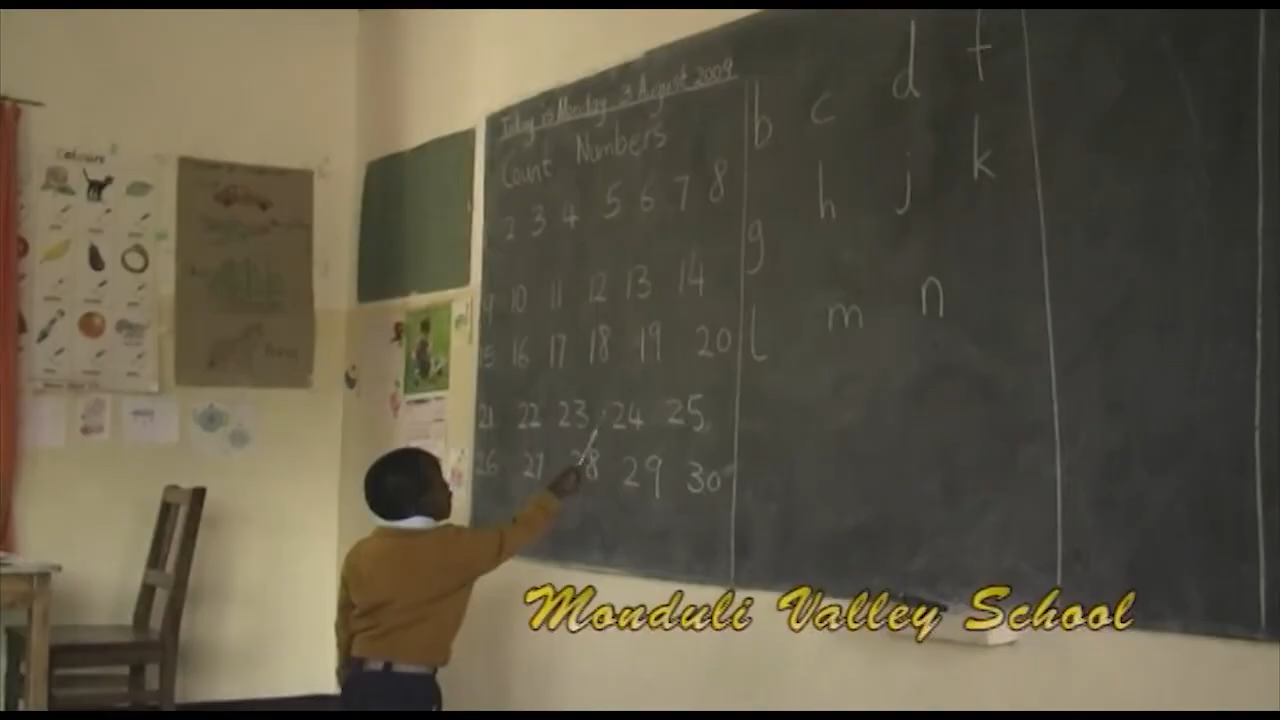 Colours
Today is Monday 3 August 2009
Count Numbers
2 3 4 5 6 7 8
9 10 11 12 13 14
15 16 17 18 19 20
21 22 23 24 25
26 27 28 29 30
b c d f
g h j k
l m n
Monduli Valley School